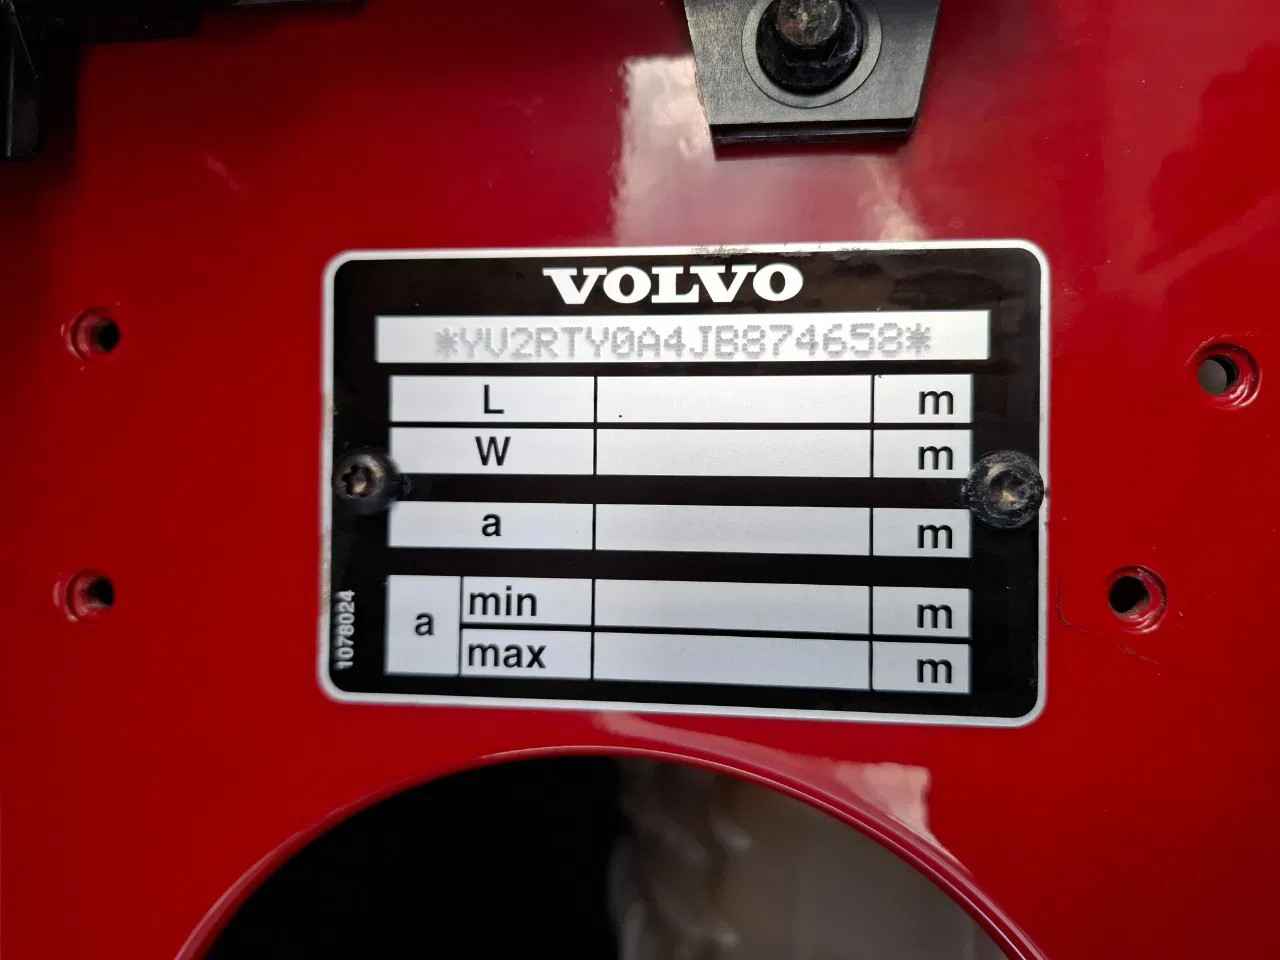 VOLVO
*YV2RTY0A4JB874658*
L m
W m
a m
a min m
max m
1078024